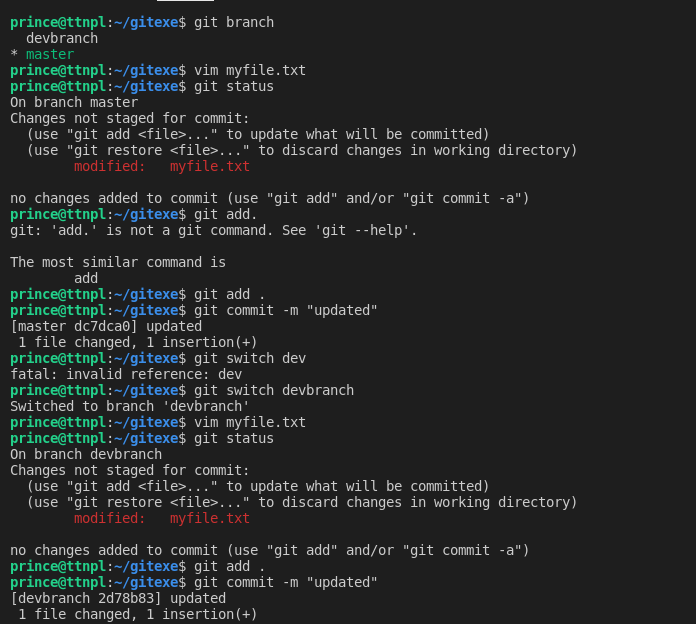 prince@ttnpl:~/gitexe$ git branch
  devbranch
* master
prince@ttnpl:~/gitexe$ vim myfile.txt
prince@ttnpl:~/gitexe$ git status
On branch master
Changes not staged for commit:
  (use "git add <file>..." to update what will be committed)
  (use "git restore <file>..." to discard changes in working directory)
        modified:   myfile.txt

no changes added to commit (use "git add" and/or "git commit -a")
prince@ttnpl:~/gitexe$ git add.
git: 'add.' is not a git command. See 'git --help'.

The most similar command is
        add
prince@ttnpl:~/gitexe$ git add .
prince@ttnpl:~/gitexe$ git commit -m "updated"
[master dc7dca0] updated
 1 file changed, 1 insertion(+)
prince@ttnpl:~/gitexe$ git switch dev
fatal: invalid reference: dev
prince@ttnpl:~/gitexe$ git switch devbranch
Switched to branch 'devbranch'
prince@ttnpl:~/gitexe$ vim myfile.txt
prince@ttnpl:~/gitexe$ git status
On branch devbranch
Changes not staged for commit:
  (use "git add <file>..." to update what will be committed)
  (use "git restore <file>..." to discard changes in working directory)
        modified:   myfile.txt

no changes added to commit (use "git add" and/or "git commit -a")
prince@ttnpl:~/gitexe$ git add .
prince@ttnpl:~/gitexe$ git commit -m "updated"
[devbranch 2d78b83] updated
 1 file changed, 1 insertion(+)